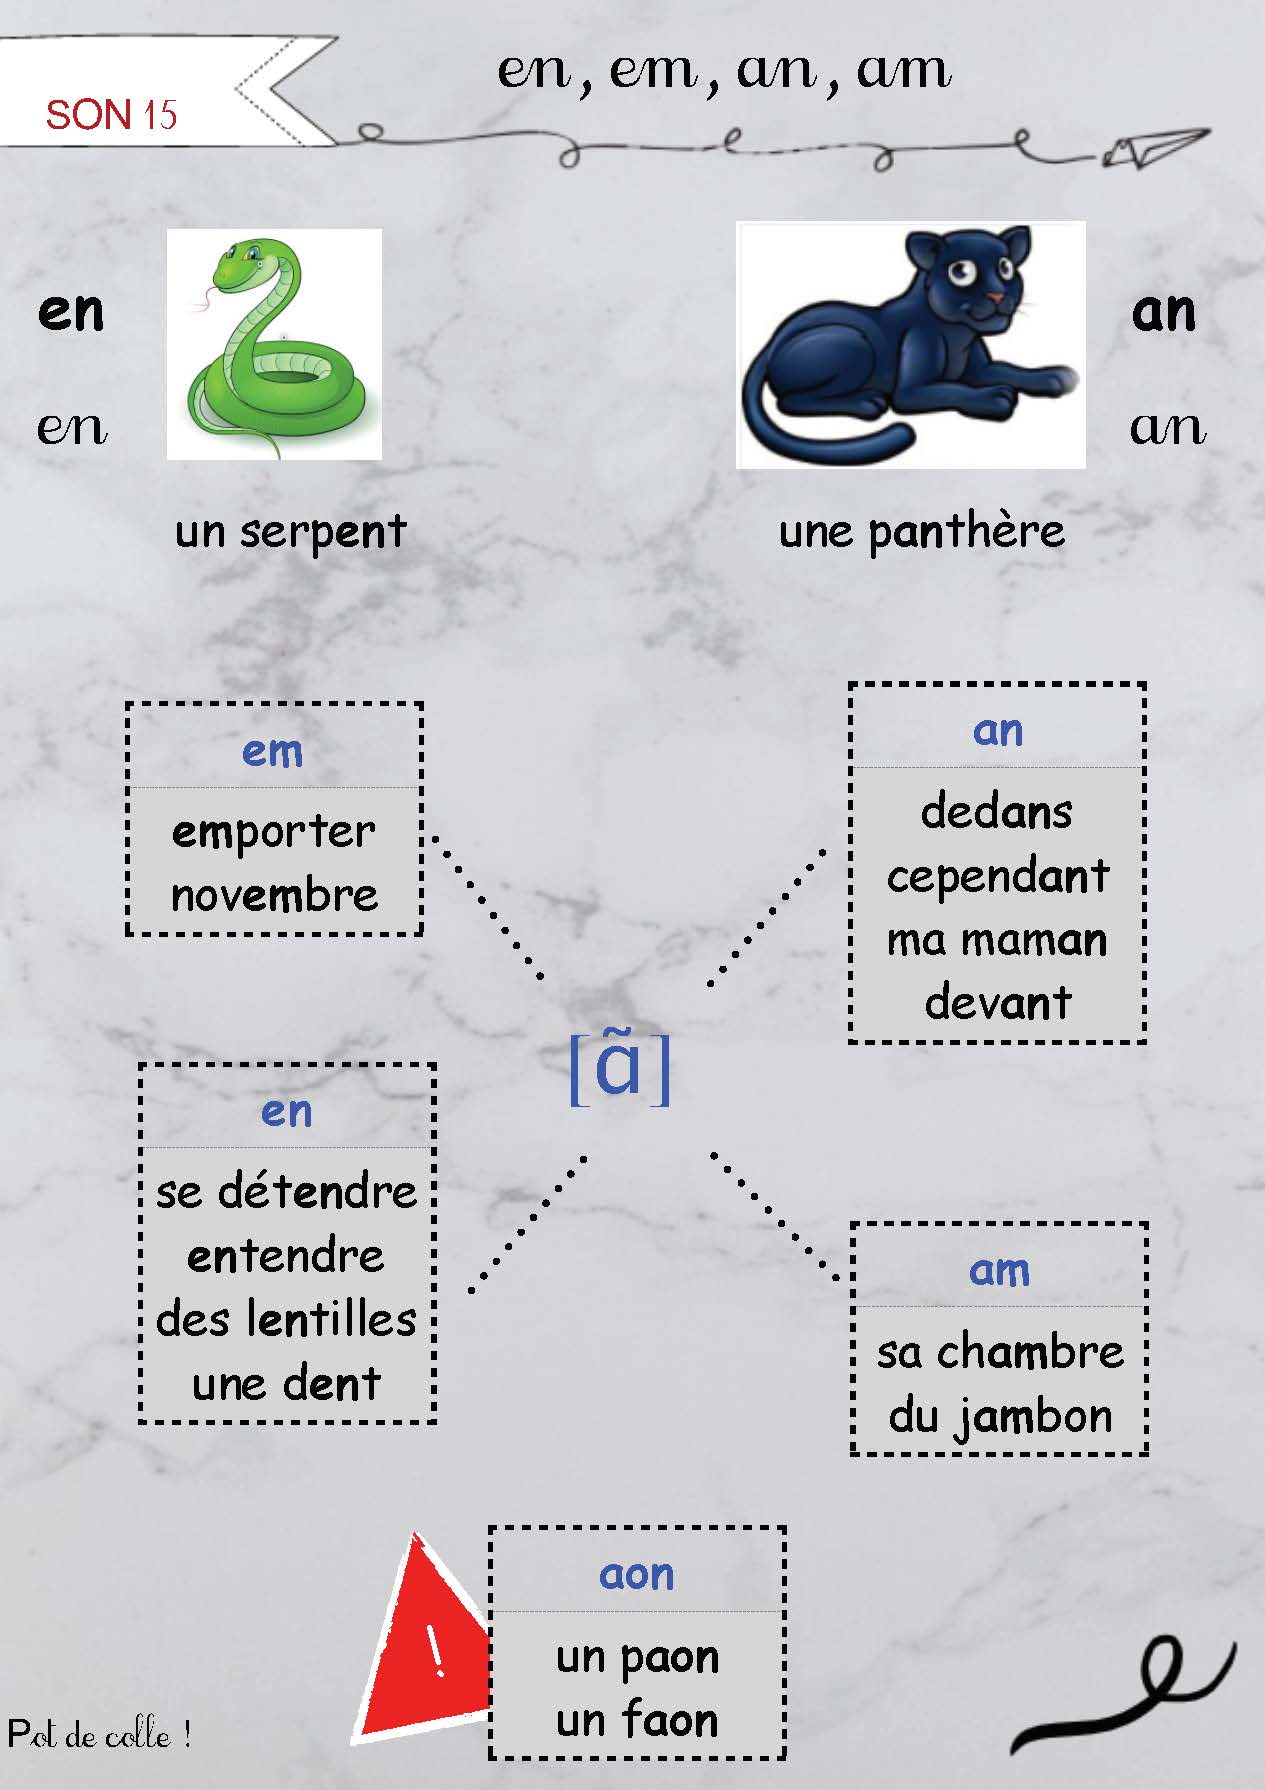 en, em, an, am
SON 15
en
an
en
an
un serpent
une panthère
em
emporter
novembre
an
dedans
cependant
ma maman
devant
[ɑ̃]
en
se détendre
entendre
des lentilles
une dent
am
sa chambre
du jambon
aon
!
un paon
un faon
Pot de colle !